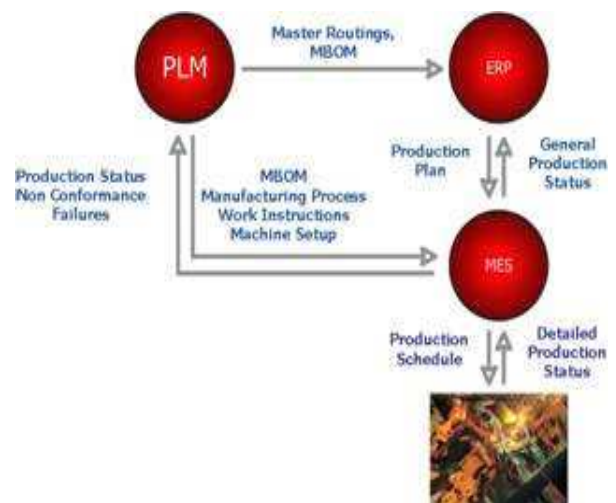 Master Routings,
MBOM
PLM
ERP
Production
Plan
General
Production
Status
Production Status
Non Conformance
Failures
MBOM
Manufacturing Process
Work Instructions
Machine Setup
MES
Production
Schedule
Detailed
Production
Status